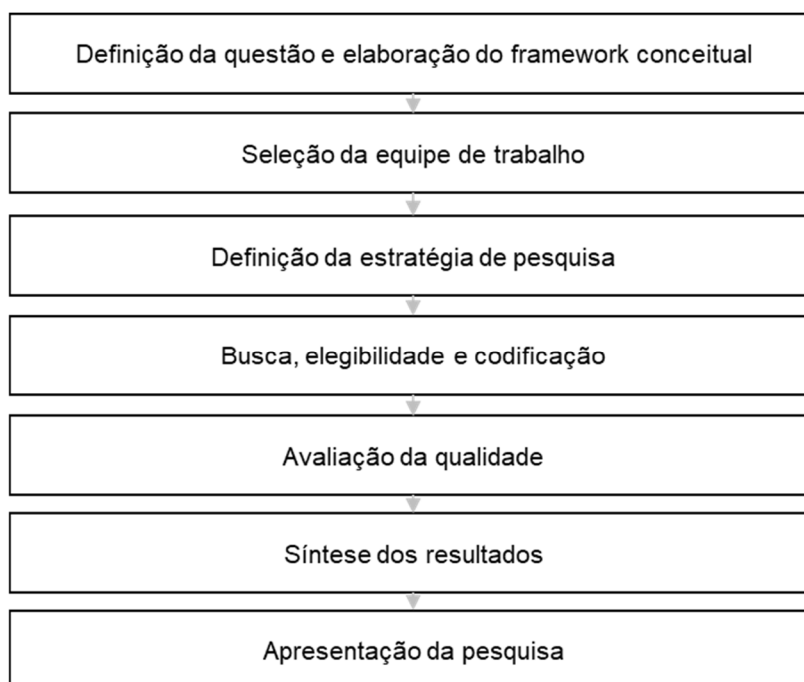 Definição da questão e elaboração do framework conceitual
Seleção da equipe de trabalho
Definição da estratégia de pesquisa
Busca, elegibilidade e codificação
Avaliação da qualidade
Síntese dos resultados
Apresentação da pesquisa